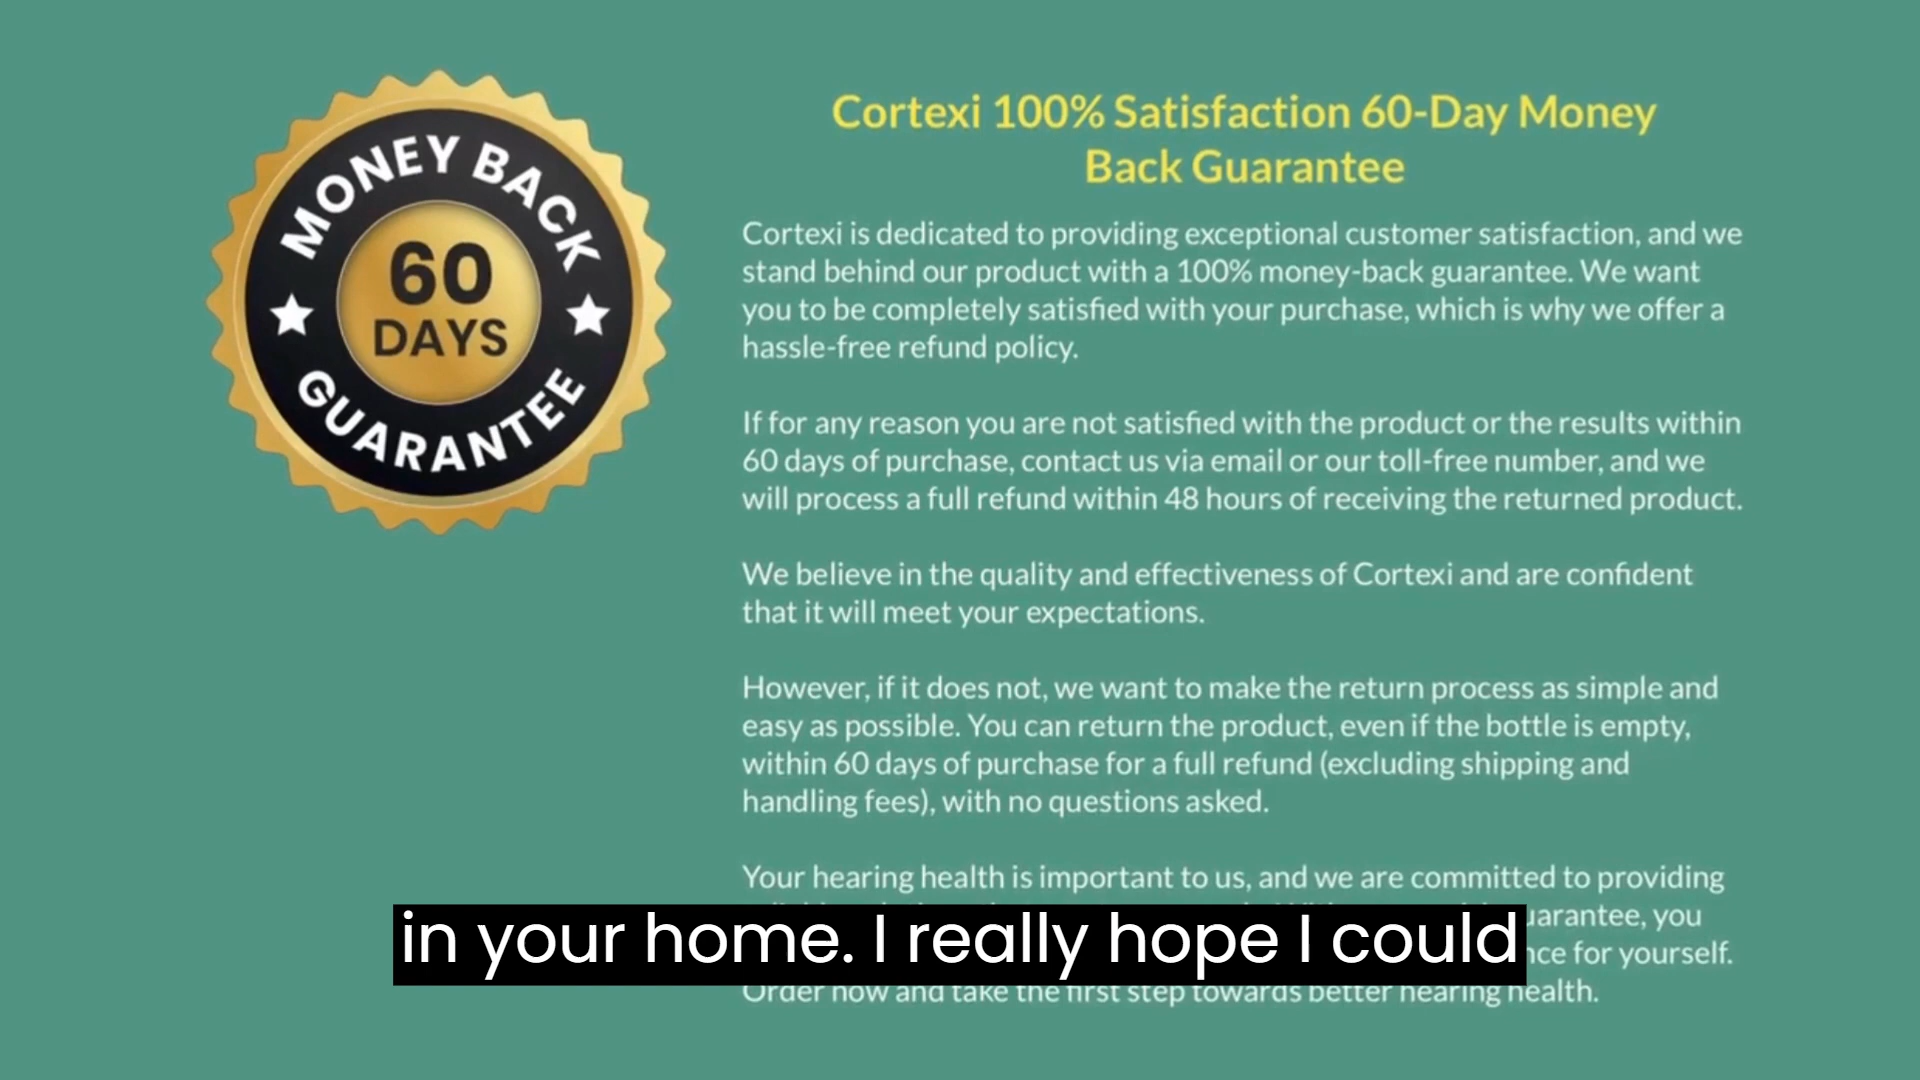 MONEY BACK
60
DAYS
GUARANTEE
Cortexi 100% Satisfaction 60-Day Money
Back Guarantee
Cortexi is dedicated to providing exceptional customer satisfaction, and we
stand behind our product with a 100% money-back guarantee. We want
you to be completely satisfied with your purchase, which is why we offer a
hassle-free refund policy.
If for any reason you are not satisfied with the product or the results within
60 days of purchase, contact us via email or our toll-free number, and we
will process a full refund within 48 hours of receiving the returned product.
We believe in the quality and effectiveness of Cortexi and are confident
that it will meet your expectations.
However, if it does not, we want to make the return process as simple and
easy as possible. You can return the product, even if the bottle is empty,
within 60 days of purchase for a full refund (excluding shipping and
handling fees), with no questions asked.
Your hearing health is important to us, and we are committed to providing
you
for yourself.
Order now and take the first step towards better hearing health.
in your home. I really hope I could